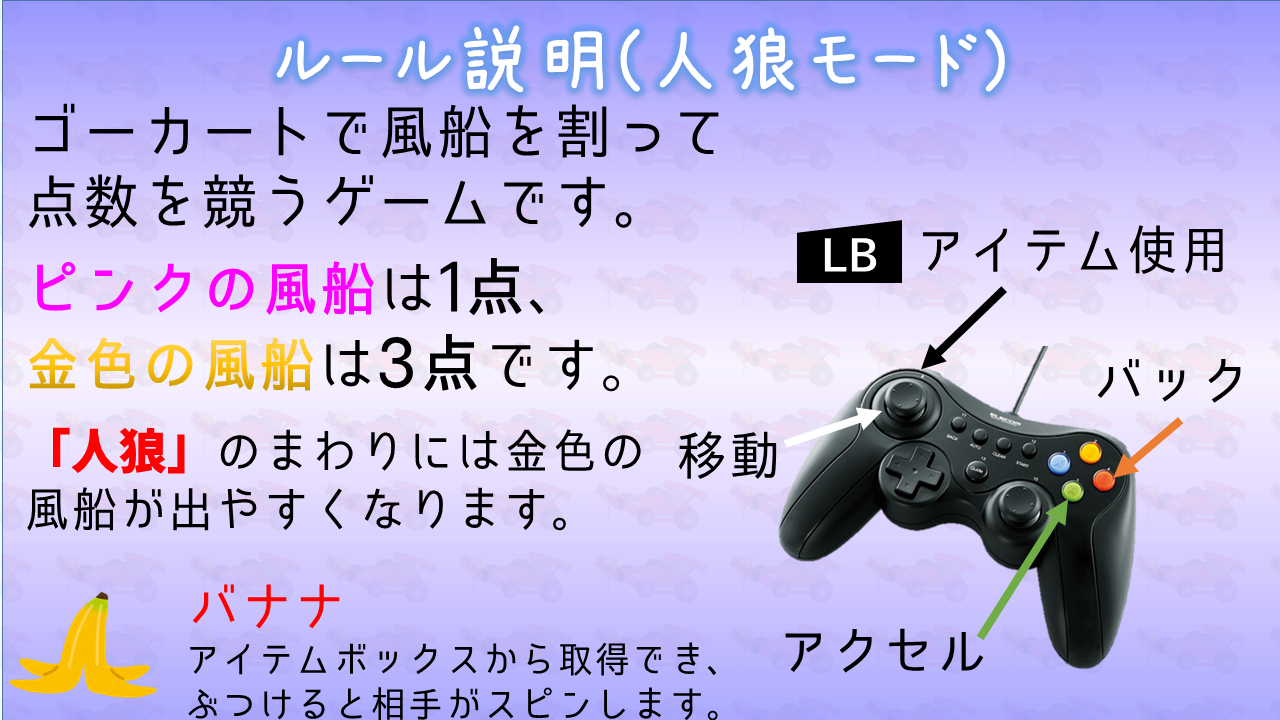 ルール説明(人狼モード)
ゴーカートで風船を割って
点数を競うゲームです。
ピンクの風船は1点、
金色の風船は3点です。
「人狼」のまわりには金色の
風船が出やすくなります。
バナナ
アイテムボックスから取得でき、
ぶつけると相手がスピンします。
LB アイテム使用
バック
移動
アクセル
ELECOM
BACK
AUTO
CLEAR
START